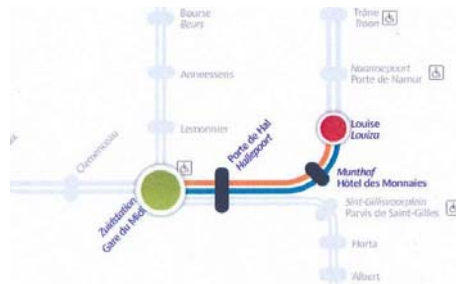 Bourse
Beurs
Anneessens
Lemonnier
Clemenceau
Zuidstation
Gare du Midi
Porte de Hal
Hallepoort
Trône
Troon
Naamsepoort
Porte de Namur
Louise
Louiza
Munthof
Hôtel des Monnaies
Sint-Gillisvoorplein
Parvis de Saint-Gilles
Horta
Albert